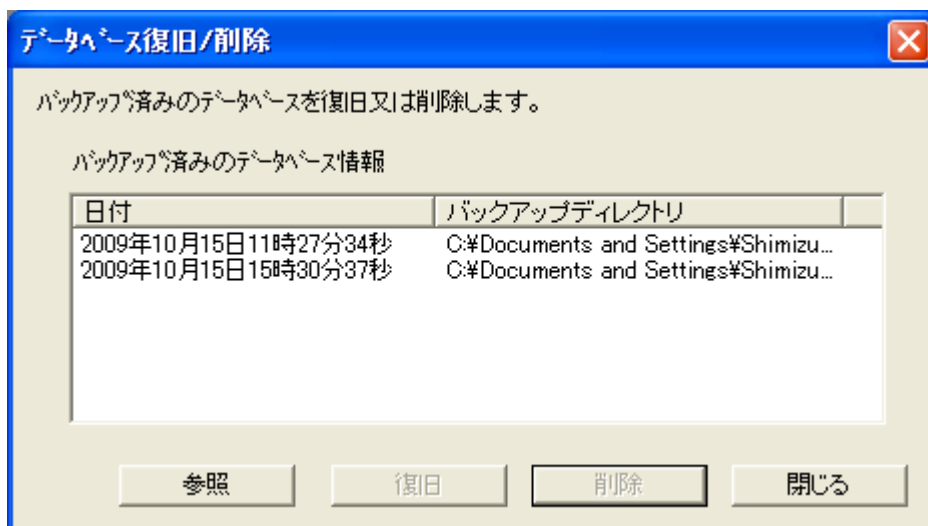 ﾃﾞｰﾀﾍﾞｰｽ復旧/削除
ﾊﾞｯｸｱｯﾌﾟ済みのﾃﾞｰﾀﾍﾞｰｽを復旧又は削除します。
ﾊﾞｯｸｱｯﾌﾟ済みのﾃﾞｰﾀﾍﾞｰｽ情報
日付 バックアップディレクトリ
2009年10月15日11時27分34秒 C:¥Documents and Settings¥Shimizu...
2009年10月15日15時30分37秒 C:¥Documents and Settings¥Shimizu...
参照 復旧 削除 閉じる